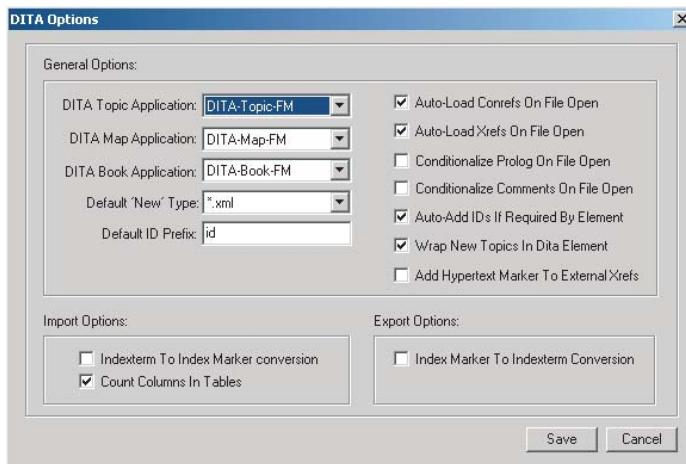 DITA Options
General Options:
DITA Topic Application: DITA-Topic-FM
DITA Map Application: DITA-Map-FM
DITA Book Application: DITA-Book-FM
Default 'New' Type: *.xml
Default ID Prefix: id
Auto-Load Conrefs On File Open
Auto-Load Xrefs On File Open
Conditionalize Prolog On File Open
Conditionalize Comments On File Open
Auto-Add IDs If Required By Element
Wrap New Topics In Dita Element
Add Hypertext Marker To External Xrefs
Import Options:
Indexterm To Index Marker conversion
Count Columns In Tables
Export Options:
Index Marker To Indexterm Conversion
Save Cancel